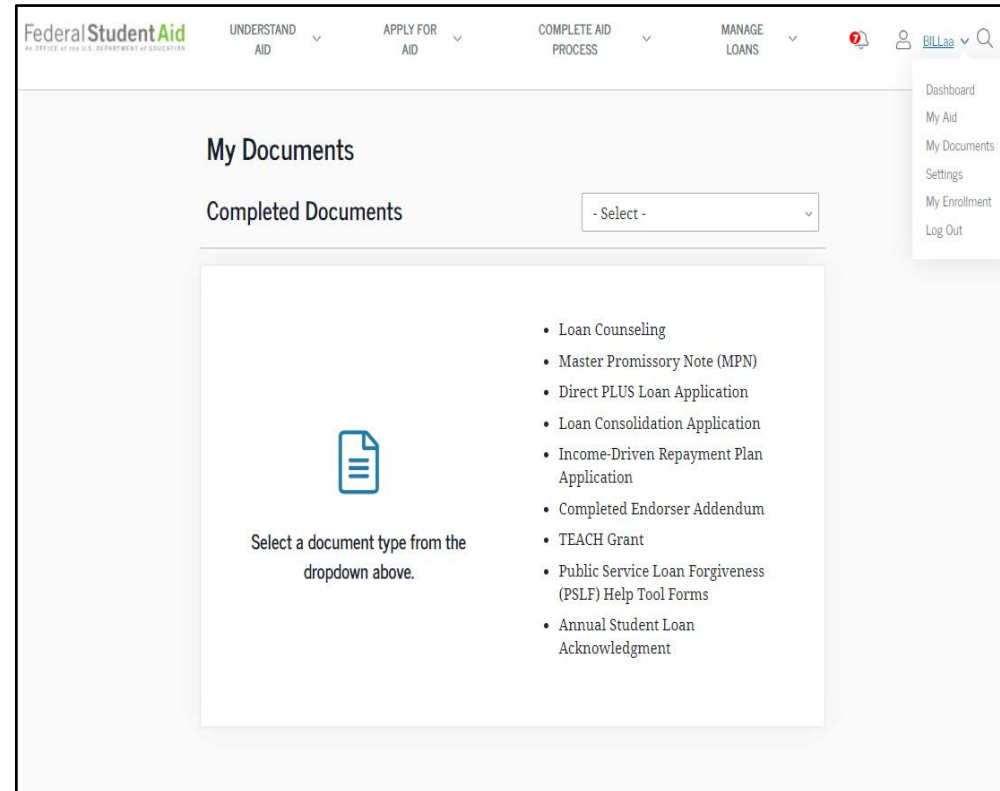 Federal Student Aid
An OFFICE of the U.S. DEPARTMENT of EDUCATION
UNDERSTAND
AID
APPLY FOR
AID
COMPLETE AID
PROCESS
MANAGE
LOANS
7
BILLaa
Dashboard
My Aid
My Documents
Settings
My Enrollment
Log Out
My Documents
Completed Documents
- Select -
Select a document type from the
dropdown above.
• Loan Counseling
• Master Promissory Note (MPN)
• Direct PLUS Loan Application
• Loan Consolidation Application
• Income-Driven Repayment Plan
Application
• Completed Endorser Addendum
• TEACH Grant
• Public Service Loan Forgiveness
(PSLF) Help Tool Forms
• Annual Student Loan
Acknowledgment